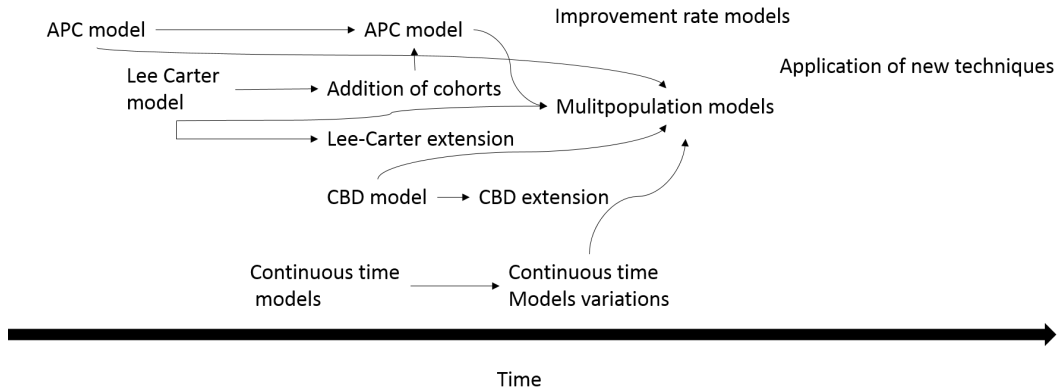 Improvement rate models
APC model
APC model
Application of new techniques
Lee Carter
model
Addition of cohorts
Mulitpopulation models
Lee-Carter extension
CBD model
CBD extension
Continuous time
models
Continuous time
Models variations
Time